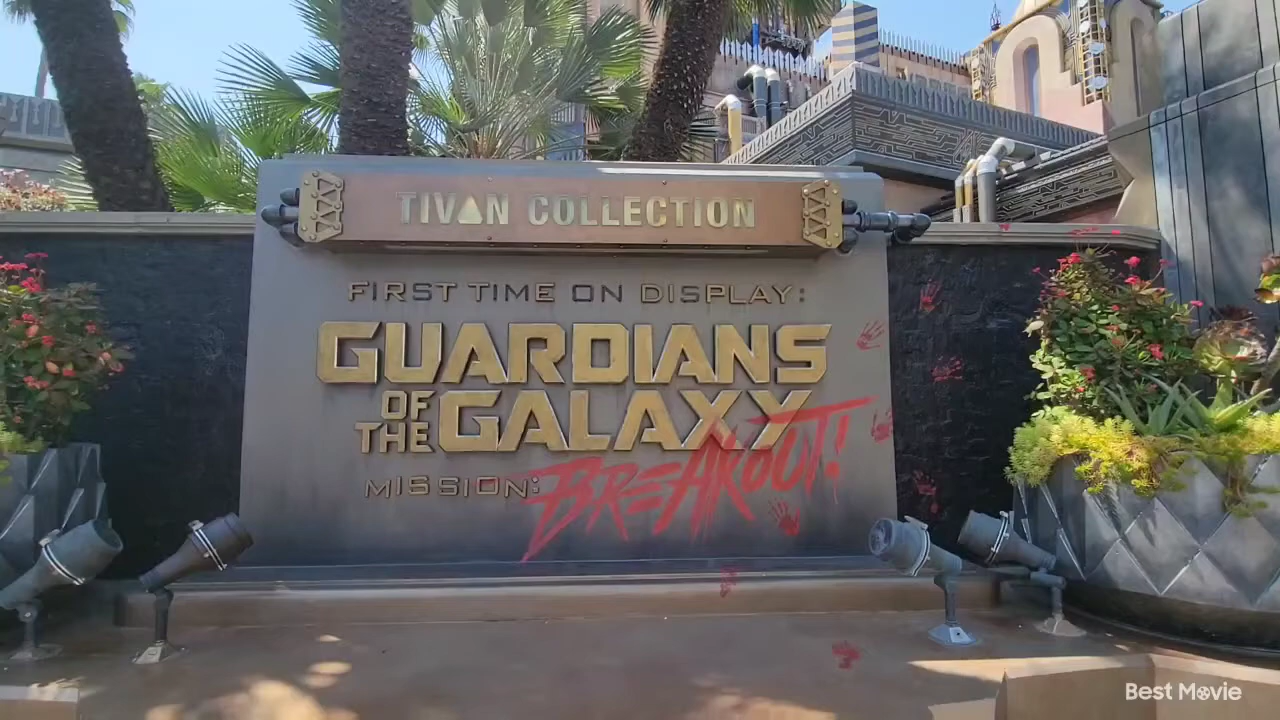 TIVAN COLLECTION
FIRST TIME ON DISPLAY:
GUARDIANS
OF THE GALAXY
MISSION: BREAKOUT!
Best Movie